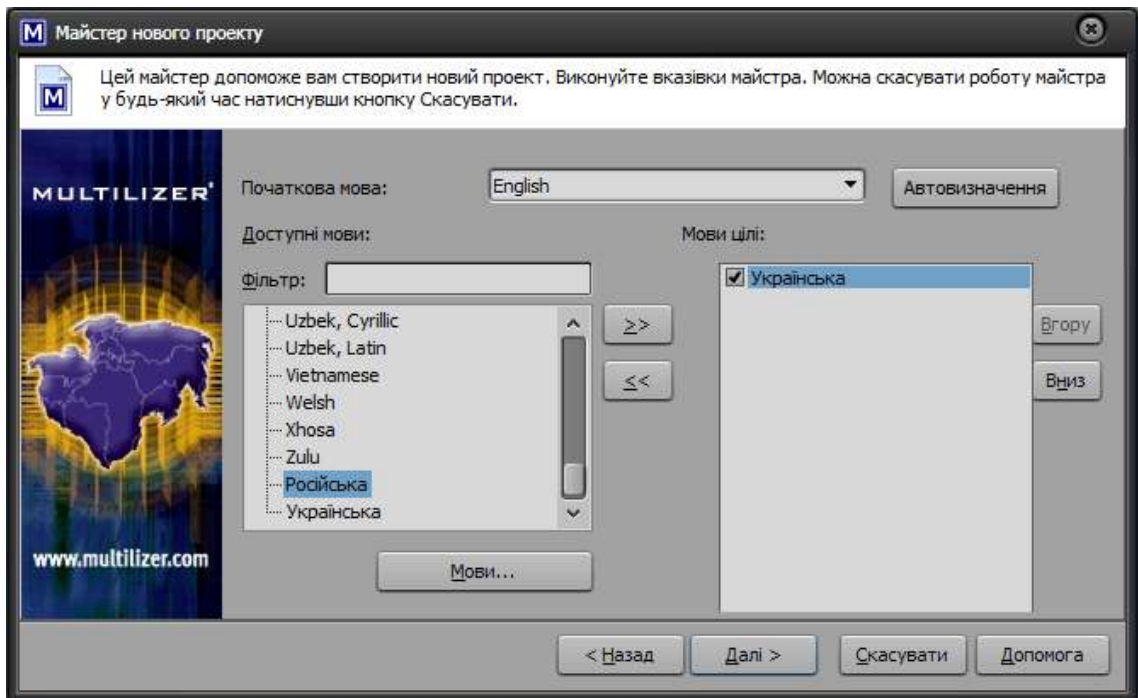 Майстер нового проекту
Цей майстер допоможе вам створити новий проект. Виконуйте вказівки майстра. Можна скасувати роботу майстра
у будь-який час натиснувши кнопку Скасувати.
MULTILIZER
Початкова мова:
English
Автовизначення
Доступні мови:
Мови цілі:
Фільтр:
Українська
Uzbek, Cyrillic
Uzbek, Latin
Vietnamese
Welsh
Xhosa
Zulu
Російська
Українська
>>
<<
Вгору
Вниз
www.multilizer.com
Мови...
< Назад
Далі >
Скасувати
Допомога